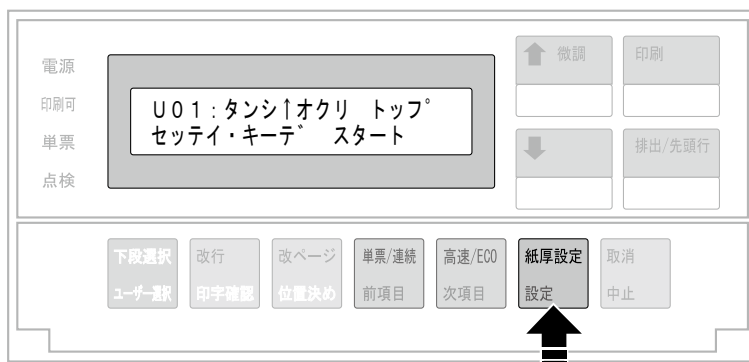 電源
印刷可
単票
点検
U01:タンシ↑オクリ トップ゜
セッテイ・キーデ゛ スタート
微調
印刷
排出/先頭行
下段選択
ユーザー選択
改行
印字確認
改ページ
位置決め
単票/連続
前項目
高速/ECO
次項目
紙厚設定
設定
取消
中止